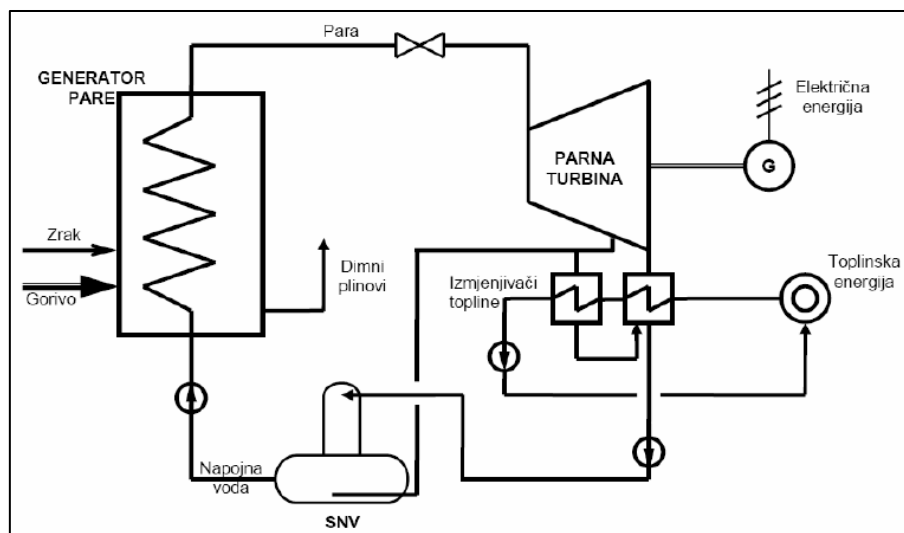 Para
GENERATOR
PARE
Električna
energija
PARNA
TURBINA
G
Zrak
Gorivo
Dimni
plinovi
Izmjenjivači
topline
Toplinska
energija
Napojna
voda
SNV